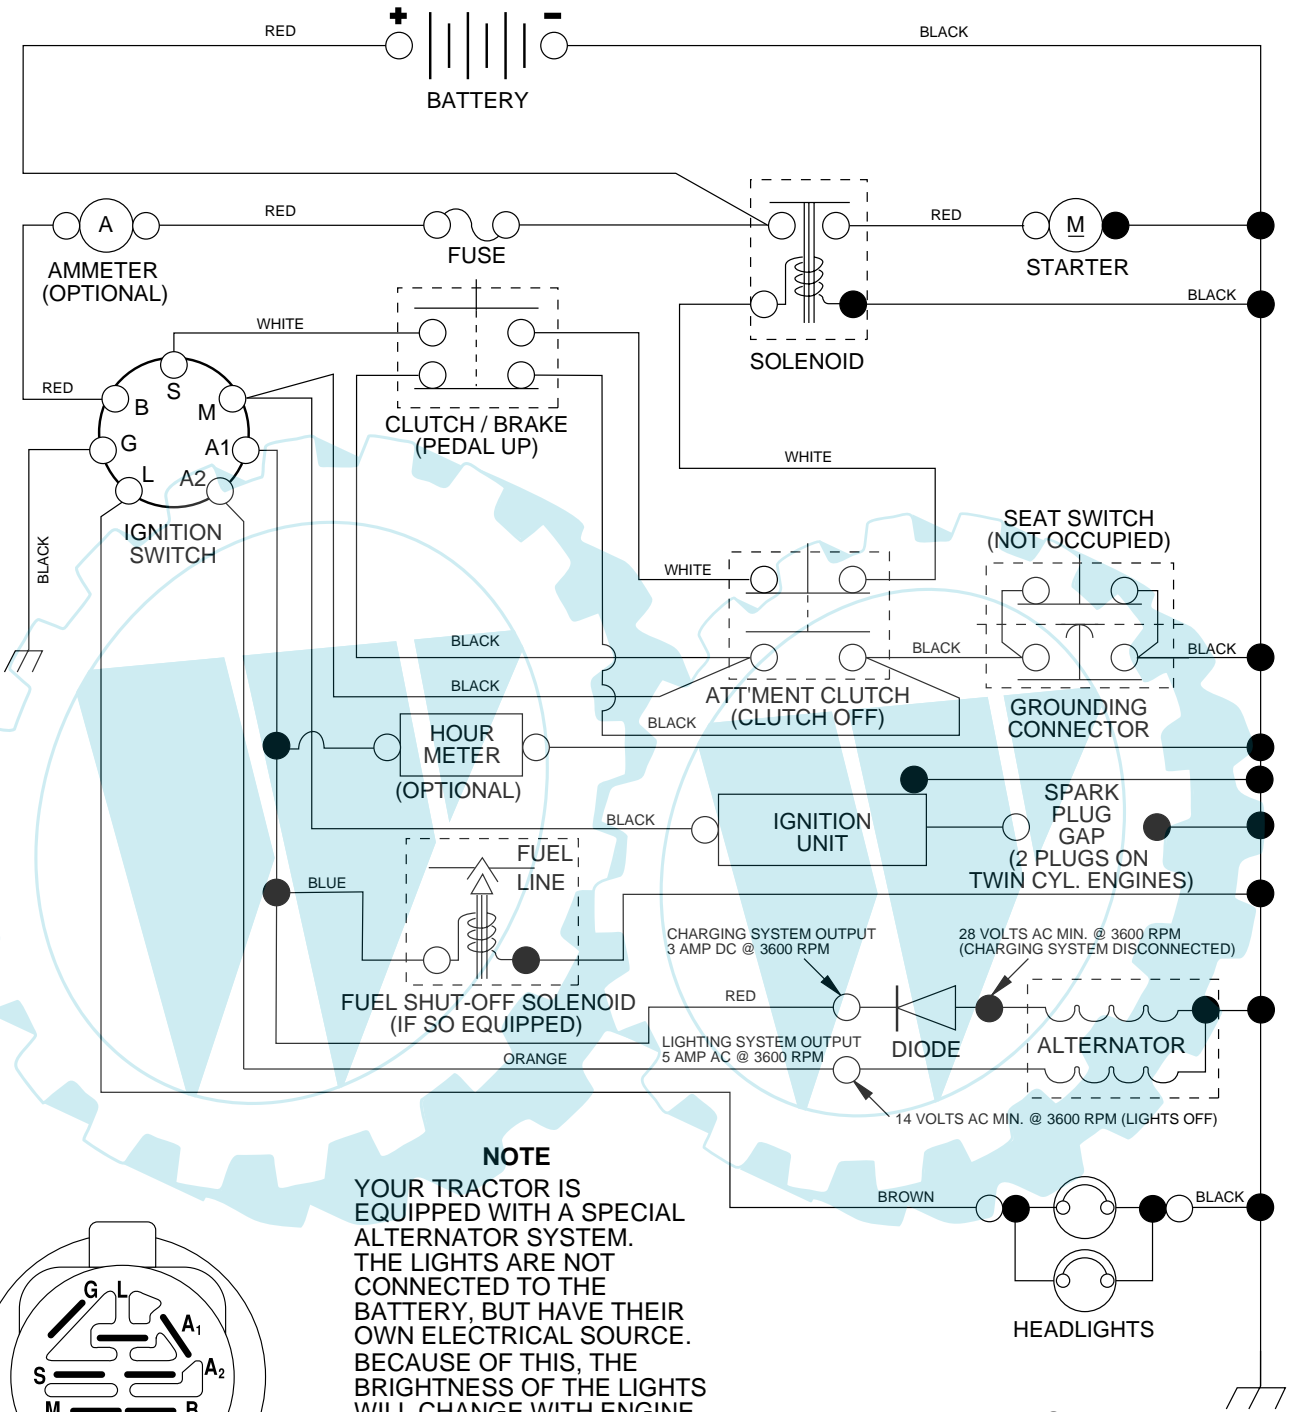 +
−
RED
BLACK
BATTERY
A
RED
FUSE
RED
M
STARTER
AMMETER
(OPTIONAL)
BLACK
SOLENOID
WHITE
RED
S
B
M
G
A1
L
A2
CLUTCH / BRAKE
(PEDAL UP)
WHITE
IGNITION
SWITCH
BLACK
SEAT SWITCH
(NOT OCCUPIED)
WHITE
BLACK
BLACK
BLACK
BLACK
ATT'MENT CLUTCH
(CLUTCH OFF)
BLACK
GROUNDING
CONNECTOR
HOUR
METER
(OPTIONAL)
BLACK
IGNITION
UNIT
SPARK
PLUG
GAP
(2 PLUGS ON
TWIN CYL. ENGINES)
FUEL
LINE
BLUE
FUEL SHUT-OFF SOLENOID
(IF SO EQUIPPED)
CHARGING SYSTEM OUTPUT
3 AMP DC @ 3600 RPM
28 VOLTS AC MIN. @ 3600 RPM
(CHARGING SYSTEM DISCONNECTED)
RED
DIODE
ALTERNATOR
LIGHTING SYSTEM OUTPUT
5 AMP AC @ 3600 RPM
ORANGE
14 VOLTS AC MIN. @ 3600 RPM (LIGHTS OFF)
BROWN
BLACK
HEADLIGHTS
NOTE
YOUR TRACTOR IS
EQUIPPED WITH A SPECIAL
ALTERNATOR SYSTEM.
THE LIGHTS ARE NOT
CONNECTED TO THE
BATTERY, BUT HAVE THEIR
OWN ELECTRICAL SOURCE.
BECAUSE OF THIS, THE
BRIGHTNESS OF THE LIGHTS
WILL CHANGE WITH ENGINE
G L
A1
S
A2
M
B